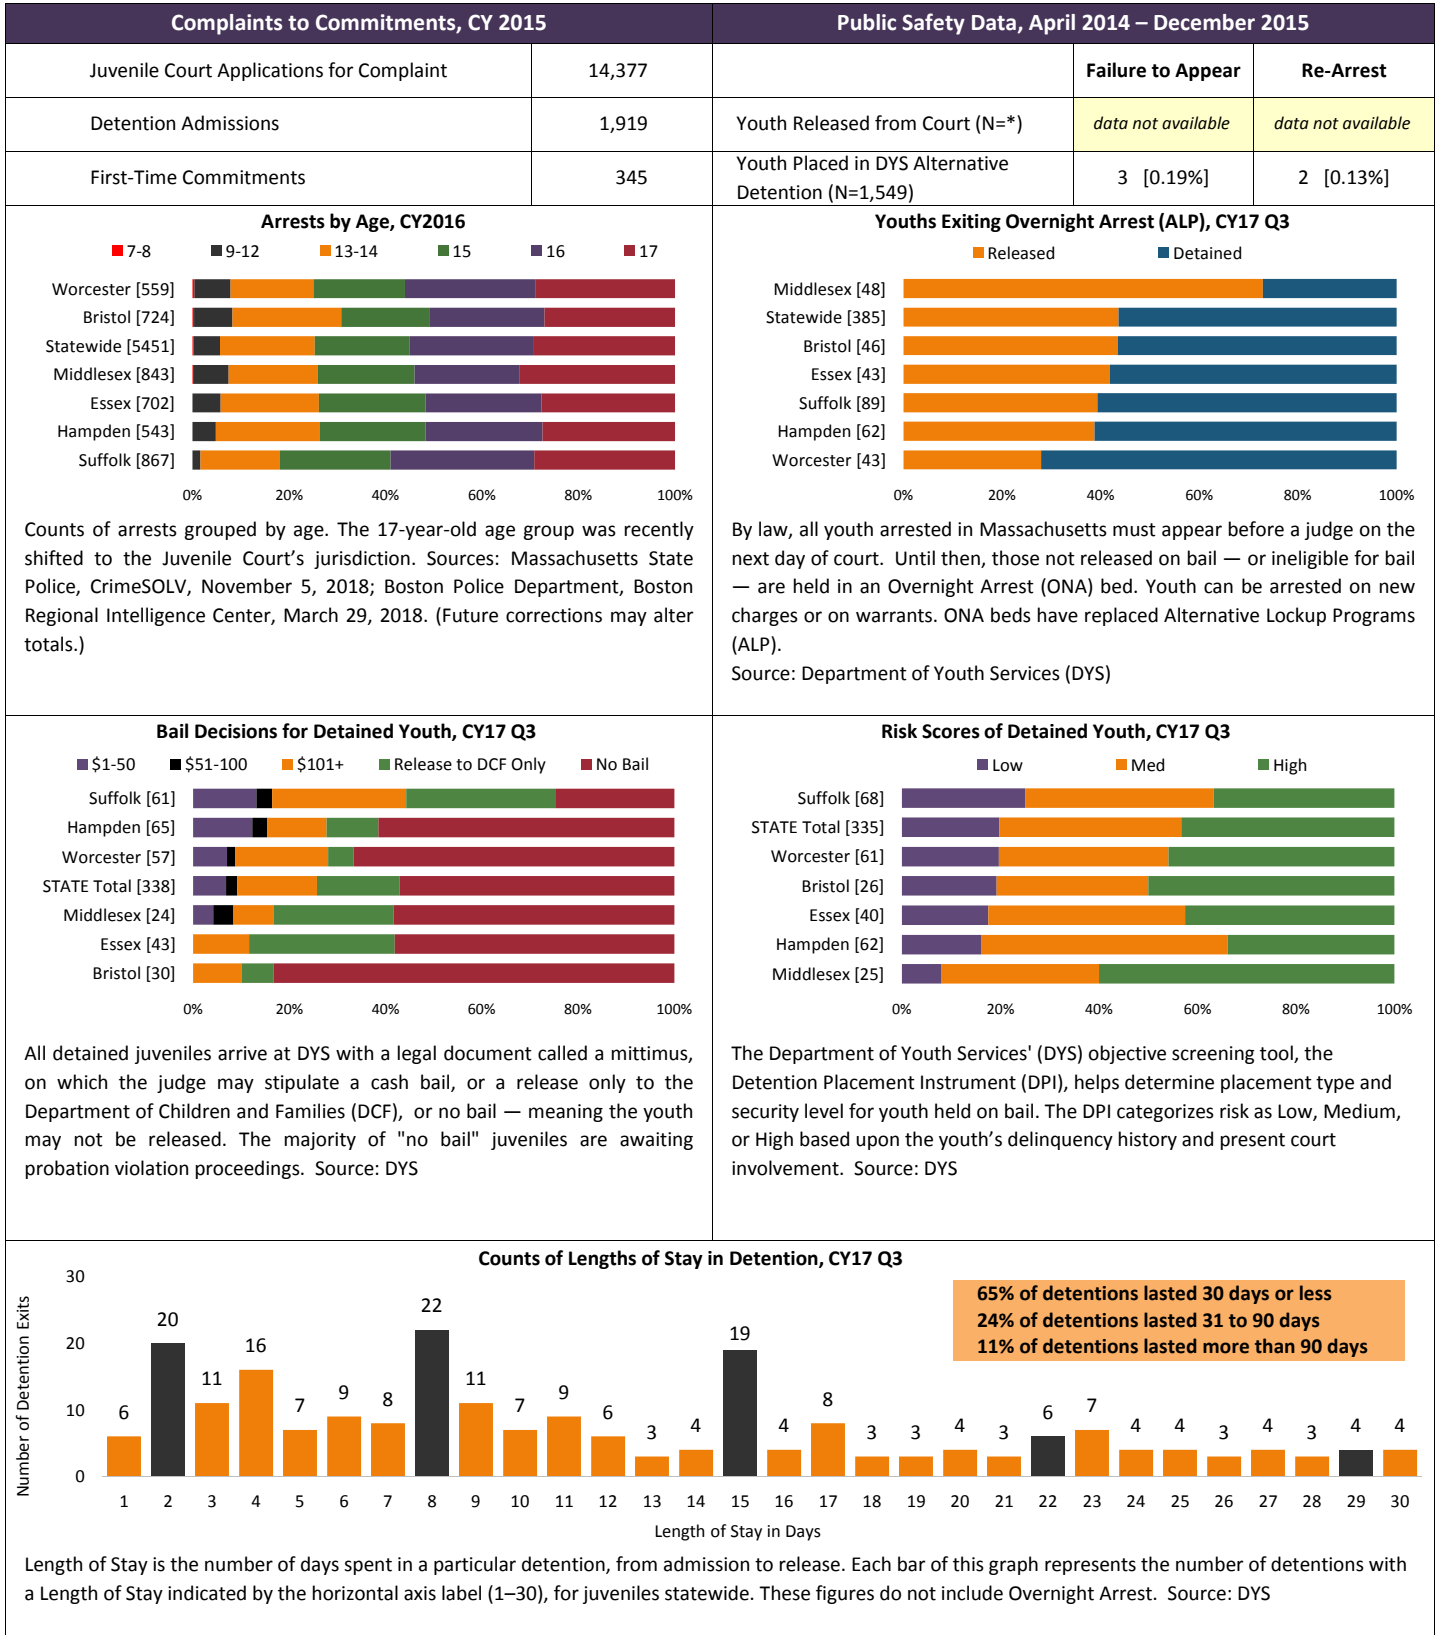 Complaints to Commitments, CY 2015
Public Safety Data, April 2014 – December 2015
Juvenile Court Applications for Complaint 14,377
Failure to Appear Re-Arrest
Detention Admissions 1,919
Youth Released from Court (N=*) data not available data not available
First-Time Commitments 345
Youth Placed in DYS Alternative
Detention (N=1,549)
3 [0.19%] 2 [0.13%]
Arrests by Age, CY2016
7-8 9-12 13-14 15 16 17
Worcester [559]
Bristol [724]
Statewide [5451]
Middlesex [843]
Essex [702]
Hampden [543]
Suffolk [867]
0% 20% 40% 60% 80% 100%
Counts of arrests grouped by age. The 17-year-old age group was recently
shifted to the Juvenile Court’s jurisdiction. Sources: Massachusetts State
Police, CrimeSOLV, November 5, 2018; Boston Police Department, Boston
Regional Intelligence Center, March 29, 2018. (Future corrections may alter
totals.)
Youths Exiting Overnight Arrest (ALP), CY17 Q3
Released Detained
Middlesex [48]
Statewide [385]
Bristol [46]
Essex [43]
Suffolk [89]
Hampden [62]
Worcester [43]
0% 20% 40% 60% 80% 100%
By law, all youth arrested in Massachusetts must appear before a judge on the
next day of court. Until then, those not released on bail — or ineligible for bail
— are held in an Overnight Arrest (ONA) bed. Youth can be arrested on new
charges or on warrants. ONA beds have replaced Alternative Lockup Programs
(ALP).
Source: Department of Youth Services (DYS)
Bail Decisions for Detained Youth, CY17 Q3
$1-50 $51-100 $101+ Release to DCF Only No Bail
Suffolk [61]
Hampden [65]
Worcester [57]
STATE Total [338]
Middlesex [24]
Essex [43]
Bristol [30]
0% 20% 40% 60% 80% 100%
All detained juveniles arrive at DYS with a legal document called a mittimus,
on which the judge may stipulate a cash bail, or a release only to the
Department of Children and Families (DCF), or no bail — meaning the youth
may not be released. The majority of "no bail" juveniles are awaiting
probation violation proceedings. Source: DYS
Risk Scores of Detained Youth, CY17 Q3
Low Med High
Suffolk [68]
STATE Total [335]
Worcester [61]
Bristol [26]
Essex [40]
Hampden [62]
Middlesex [25]
0% 20% 40% 60% 80% 100%
The Department of Youth Services' (DYS) objective screening tool, the
Detention Placement Instrument (DPI), helps determine placement type and
security level for youth held on bail. The DPI categorizes risk as Low, Medium,
or High based upon the youth’s delinquency history and present court
involvement. Source: DYS
Counts of Lengths of Stay in Detention, CY17 Q3
65% of detentions lasted 30 days or less
24% of detentions lasted 31 to 90 days
11% of detentions lasted more than 90 days
Number of Detention Exits
30
20
10
0
6 20 11 16 7 9 8 22 11 7 9 6 3 4 19 4 8 3 3 4 3 6 7 4 4 3 4 3 4 4
1 2 3 4 5 6 7 8 9 10 11 12 13 14 15 16 17 18 19 20 21 22 23 24 25 26 27 28 29 30
Length of Stay in Days
Length of Stay is the number of days spent in a particular detention, from admission to release. Each bar of this graph represents the number of detentions with
a Length of Stay indicated by the horizontal axis label (1–30), for juveniles statewide. These figures do not include Overnight Arrest. Source: DYS